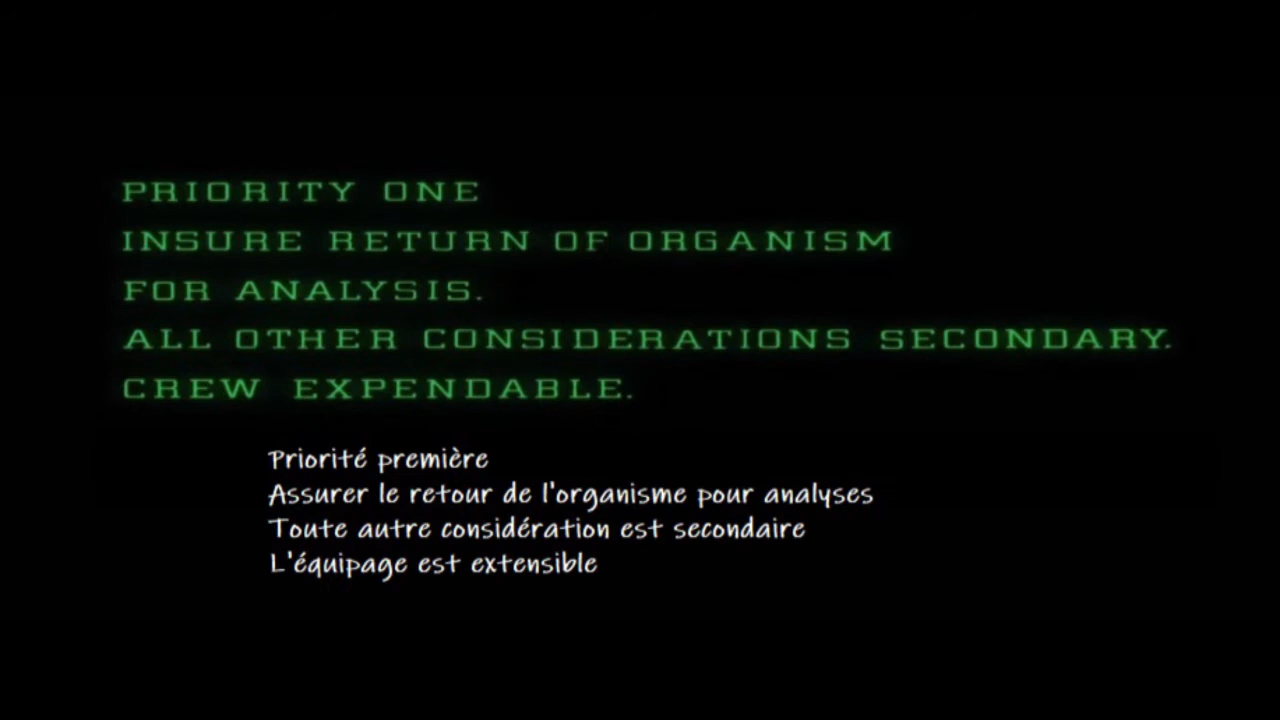 PRIORITY ONE
INSURE RETURN OF ORGANISM
FOR ANALYSIS.
ALL OTHER CONSIDERATIONS SECONDARY.
CREW EXPENDABLE.
Priorité première
Assurer le retour de l'organisme pour analyses
Toute autre considération est secondaire
L'équipage est extensible